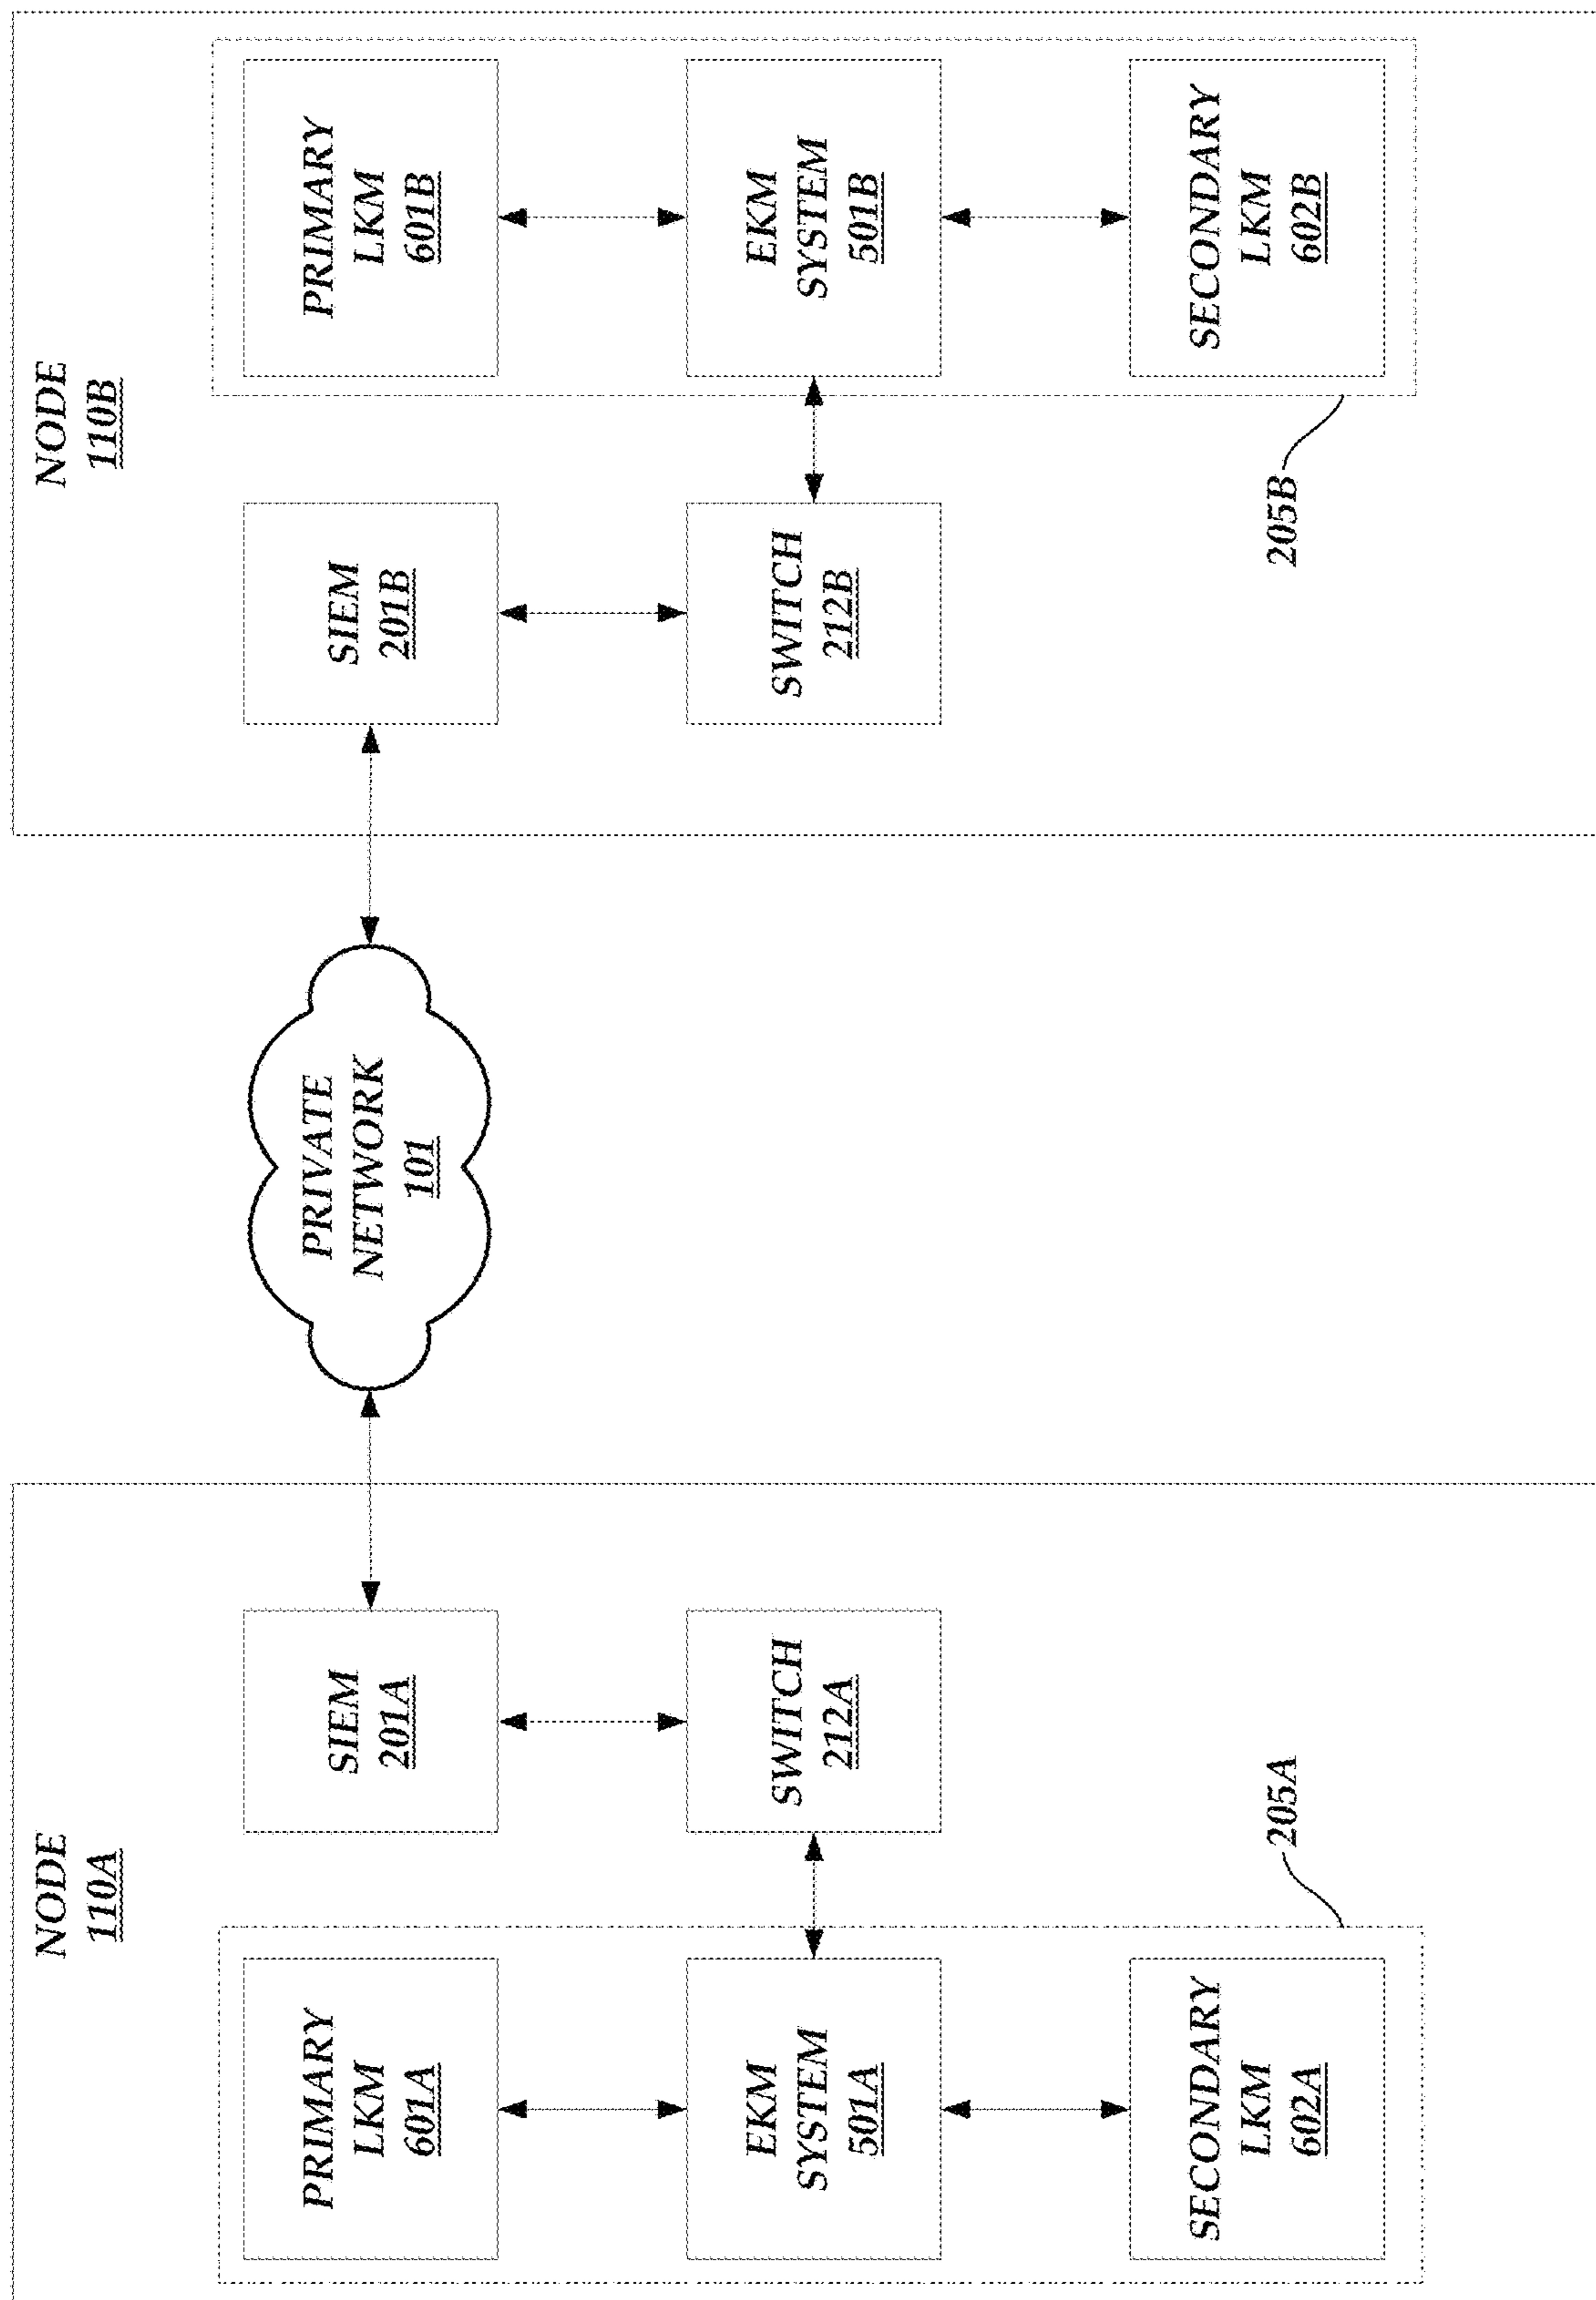 NODE
110A
PRIMARY
LKM
601A
EKM
SYSTEM
501A
SECONDARY
LKM
602A
205A
SIEM
201A
SWITCH
212A
PRIVATE
NETWORK
101
NODE
110B
SIEM
201B
SWITCH
212B
PRIMARY
LKM
601B
EKM
SYSTEM
501B
SECONDARY
LKM
602B
205B